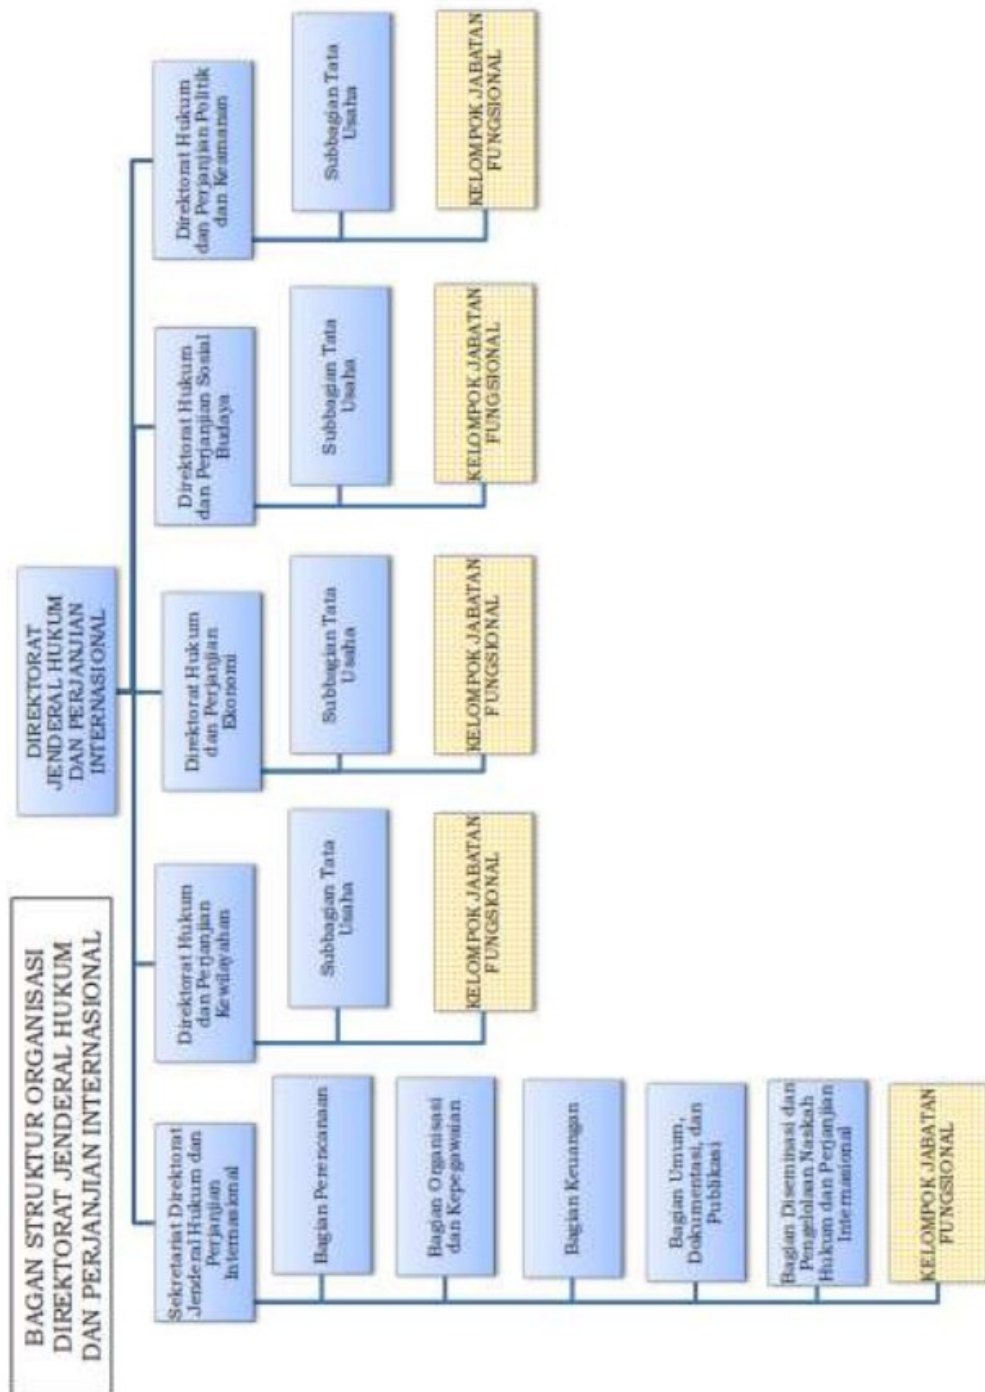 BAGAN STRUKTUR ORGANISASI
DIREKTORAT JENDERAL HUKUM
DAN PERJANJIAN INTERNASIONAL
DIREKTORAT
JENDERAL HUKUM
DAN PERJANJIAN
INTERNASIONAL
Sekretariat Direktorat
Jenderal Hukum dan
Perjanjian
Internasional
Bagian Perencanaan
Bagian Organisasi
dan Kepegawaian
Bagian Keuangan
Bagian Umum,
Dokumentasi, dan
Publikasi
Bagian Diseminasi dan
Pengelolaan Naskah
Hukum dan Perjanjian
Internasional
KELOMPOK JABATAN
FUNGSIONAL
Direktorat Hukum
dan Perjanjian
Kewilayahan
Subbagian Tata
Usaha
KELOMPOK JABATAN
FUNGSIONAL
Direktorat Hukum
dan Perjanjian
Ekonomi
Subbagian Tata
Usaha
KELOMPOK JABATAN
FUNGSIONAL
Direktorat Hukum
dan Perjanjian Sosial
Budaya
Subbagian Tata
Usaha
KELOMPOK JABATAN
FUNGSIONAL
Direktorat Hukum
dan Perjanjian Politik
dan Keamanan
Subbagian Tata
Usaha
KELOMPOK JABATAN
FUNGSIONAL